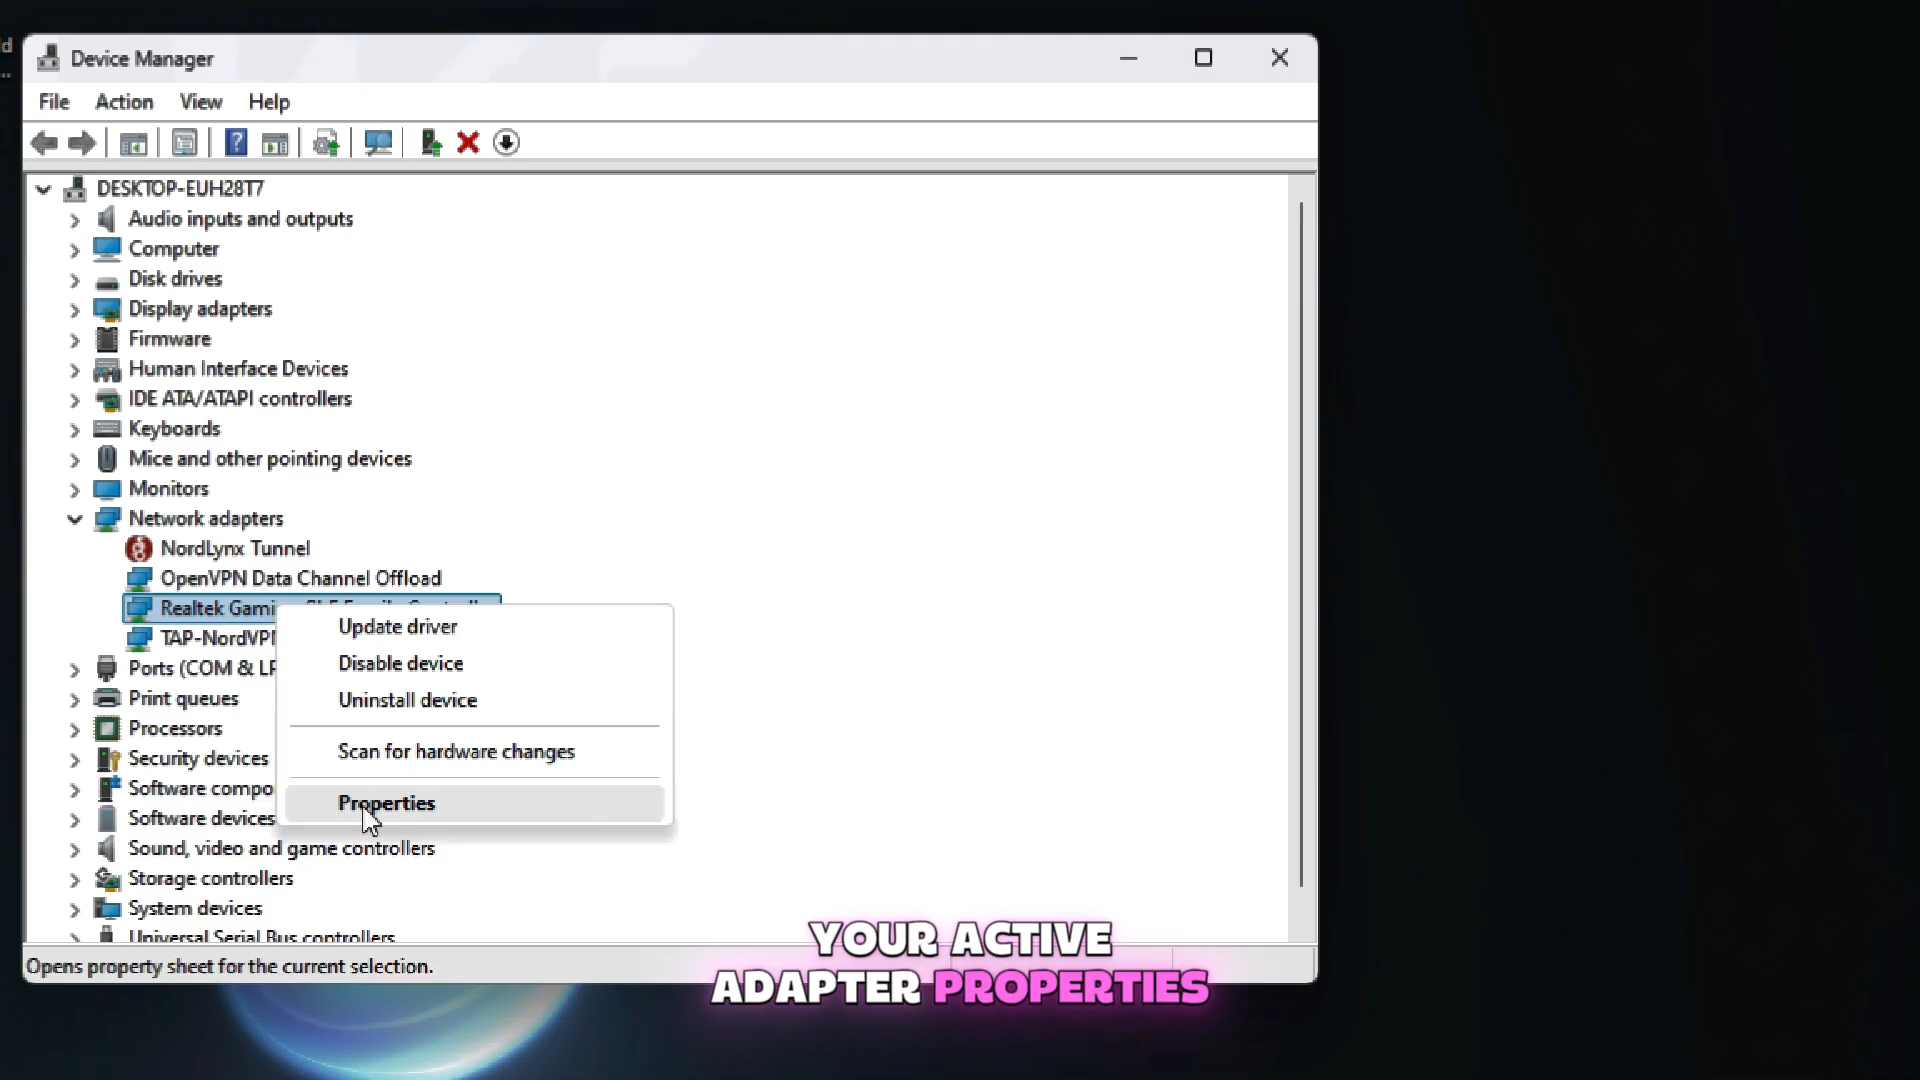 d
...
Device Manager
File Action View Help
DESKTOP-EUH28T7
Audio inputs and outputs
Computer
Disk drives
Display adapters
Firmware
Human Interface Devices
IDE ATA/ATAPI controllers
Keyboards
Mice and other pointing devices
Monitors
Network adapters
NordLynx Tunnel
OpenVPN Data Channel Offload
Realtek Gami
TAP-NordVPN
Ports (COM & LP
Print queues
Processors
Security devices
Software compo
Software devices
Sound, video and game controllers
Storage controllers
System devices
Universal Serial Bus controllers
Update driver
Disable device
Uninstall device
Scan for hardware changes
Properties
Opens property sheet for the current selection.
YOUR ACTIVE
ADAPTER PROPERTIES